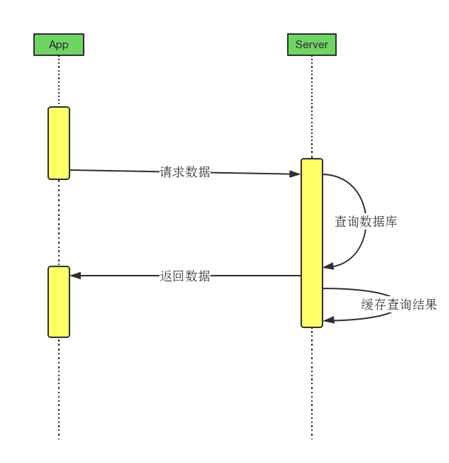 App
Server
请求数据
查询数据库
返回数据
缓存查询结果